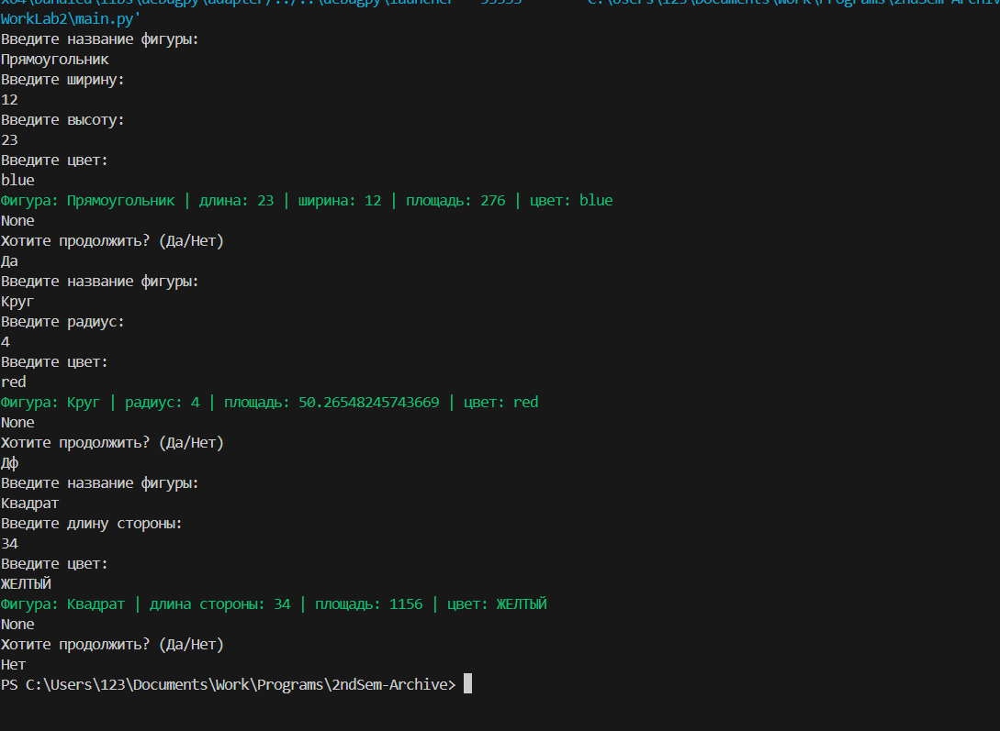 WorkLab2\main.py'
Введите название фигуры:
Прямоугольник
Введите ширину:
12
Введите высоту:
23
Введите цвет:
blue
Фигура: Прямоугольник | длина: 23 | ширина: 12 | площадь: 276 | цвет: blue
None
Хотите продолжить? (Да/Нет)
Да
Введите название фигуры:
Круг
Введите радиус:
4
Введите цвет:
red
Фигура: Круг | радиус: 4 | площадь: 50.26548245743669 | цвет: red
None
Хотите продолжить? (Да/Нет)
Дф
Введите название фигуры:
Квадрат
Введите длину стороны:
34
Введите цвет:
ЖЕЛТЫЙ
Фигура: Квадрат | длина стороны: 34 | площадь: 1156 | цвет: ЖЕЛТЫЙ
None
Хотите продолжить? (Да/Нет)
Нет
PS C:\Users\123\Documents\Work\Programs\2ndSem-Archive>